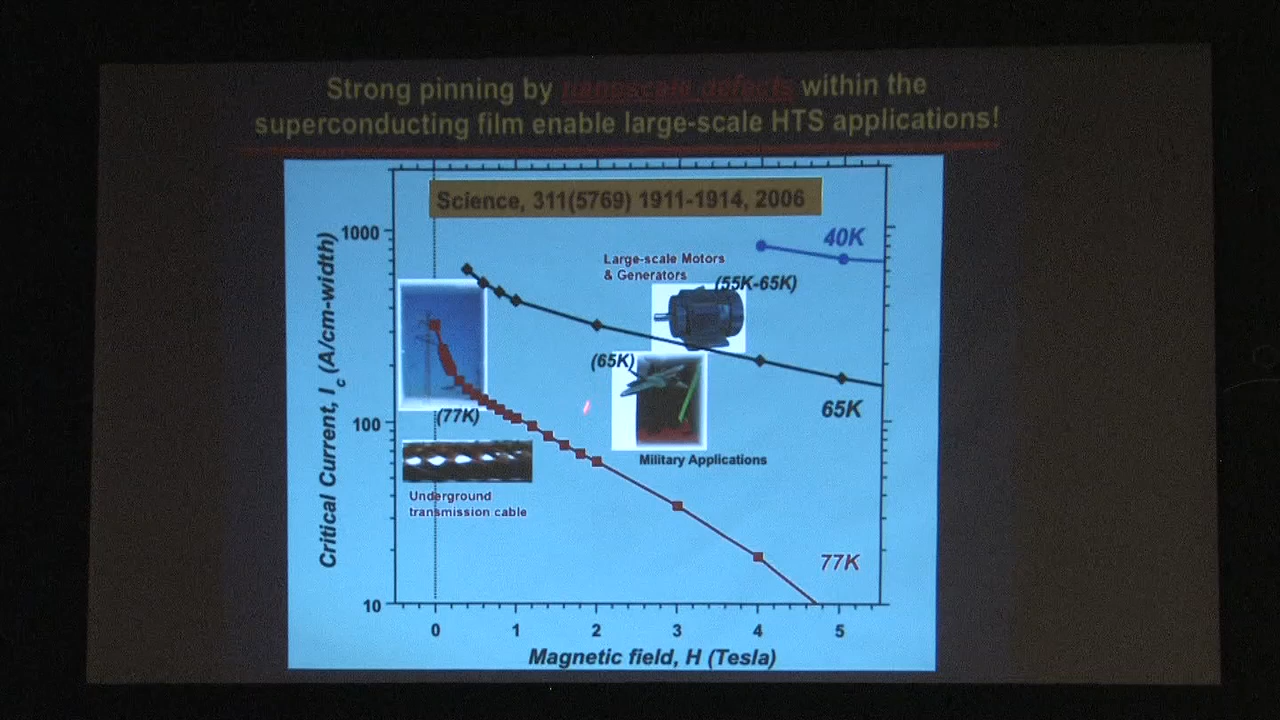 Strong pinning by nanoscale defects within the
superconducting film enable large-scale HTS applications!
Science, 311(5769) 1911-1914, 2006
Critical Current, Ic (A/cm-width)
1000
100
10
40K
Large-scale Motors
& Generators
(55K-65K)
(65K)
65K
(77K)
Military Applications
Underground
transmission cable
77K
0 1 2 3 4 5
Magnetic field, H (Tesla)